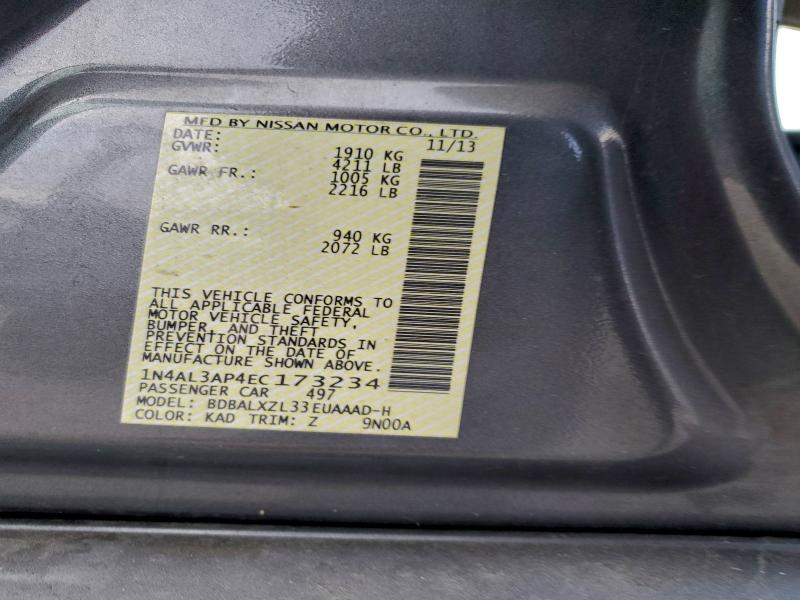 MFD BY NISSAN MOTOR CO., LTD.
DATE: 11/13
GVWR: 1910 KG
4211 LB
GAWR FR.: 1005 KG
2216 LB
GAWR RR.: 940 KG
2072 LB
THIS VEHICLE CONFORMS TO
ALL APPLICABLE FEDERAL
MOTOR VEHICLE SAFETY,
BUMPER, AND THEFT
PREVENTION STANDARDS IN
EFFECT ON THE DATE OF
MANUFACTURE SHOWN ABOVE.
1N4AL3AP4EC173234
PASSENGER CAR 497
MODEL: BDBALXZL33EUAAAD-H
COLOR: KAD TRIM: Z 9N00A